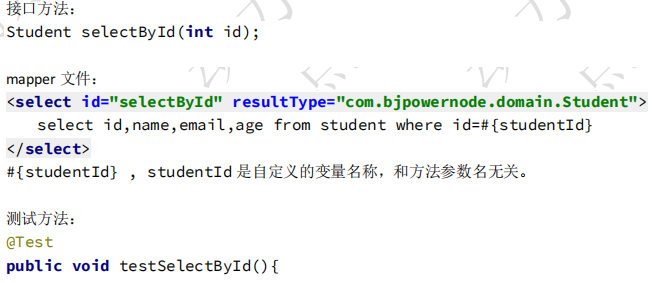 接口方法：
Student selectById(int id);
mapper 文件：
<select id="selectById" resultType="com.bjpowernode.domain.Student">
select id,name,email,age from student where id=#{studentId}
</select>
#{studentId} , studentId 是自定义的变量名称，和方法参数名无关。
测试方法：
@Test
public void testSelectById(){